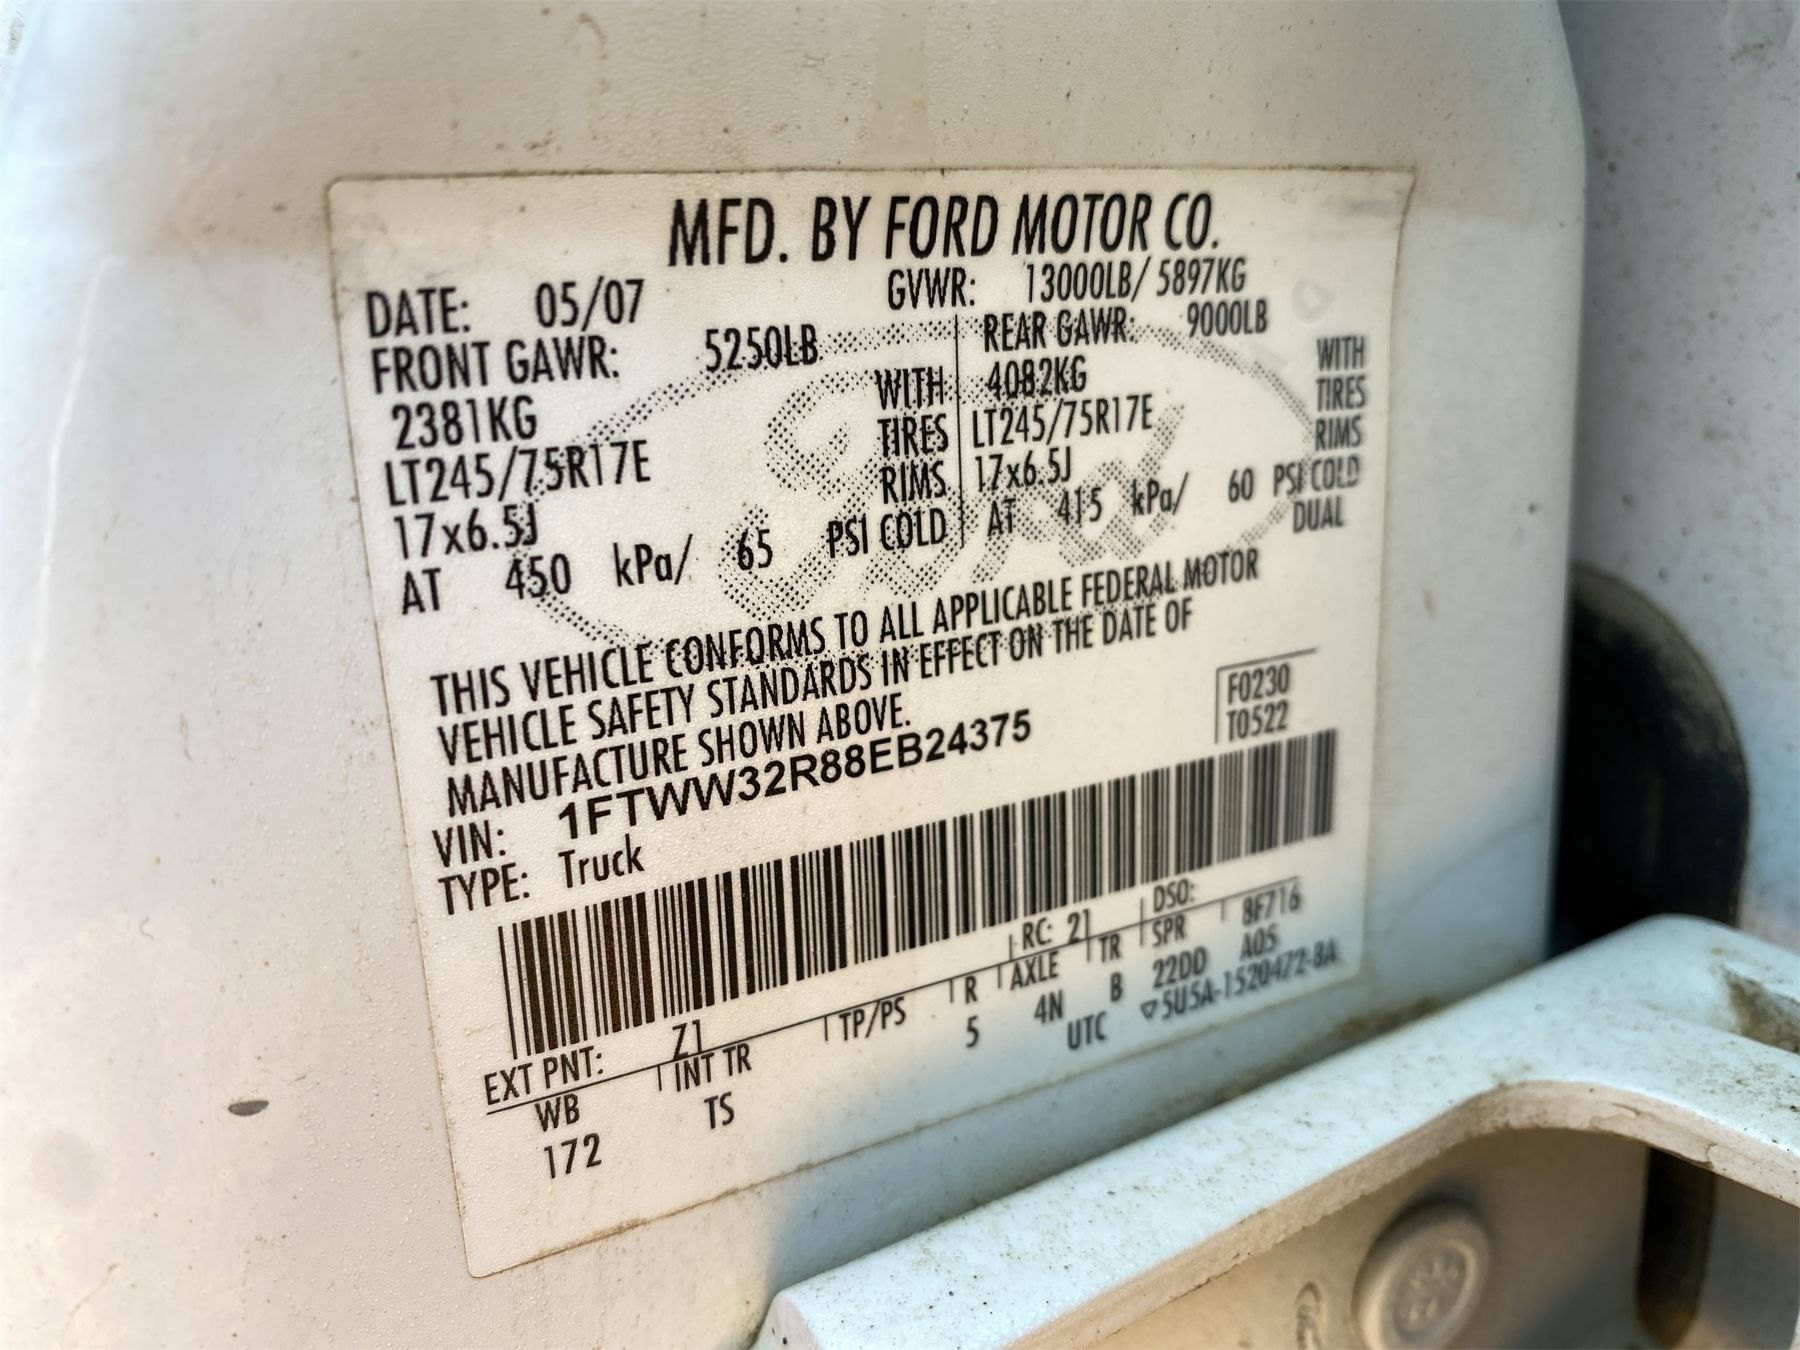 MFD. BY FORD MOTOR CO.
DATE: 05/07 GVWR: 13000LB/ 5897KG
FRONT GAWR: 5250LB REAR GAWR: 9000LB
2381KG WITH 4082KG WITH
LT245/75R17E TIRES LT245/75R17E TIRES
17x6.5J RIMS 17x6.5J RIMS
AT 450 kPa/ 65 PSI COLD AT 415 kPa/ 60 PSI COLD
DUAL
THIS VEHICLE CONFORMS TO ALL APPLICABLE FEDERAL MOTOR
VEHICLE SAFETY STANDARDS IN EFFECT ON THE DATE OF
MANUFACTURE SHOWN ABOVE.
F0230
T0522
VIN: 1FTWW32R88EB24375
TYPE: Truck
EXT PNT: Z1 RC: 21 DSO:
WB INT TR TP/PS R AXLE TR SPR 8F716
172 TS 5 4N B 22DD A05
UTC ▽5U5A-1520472-BA
Ford